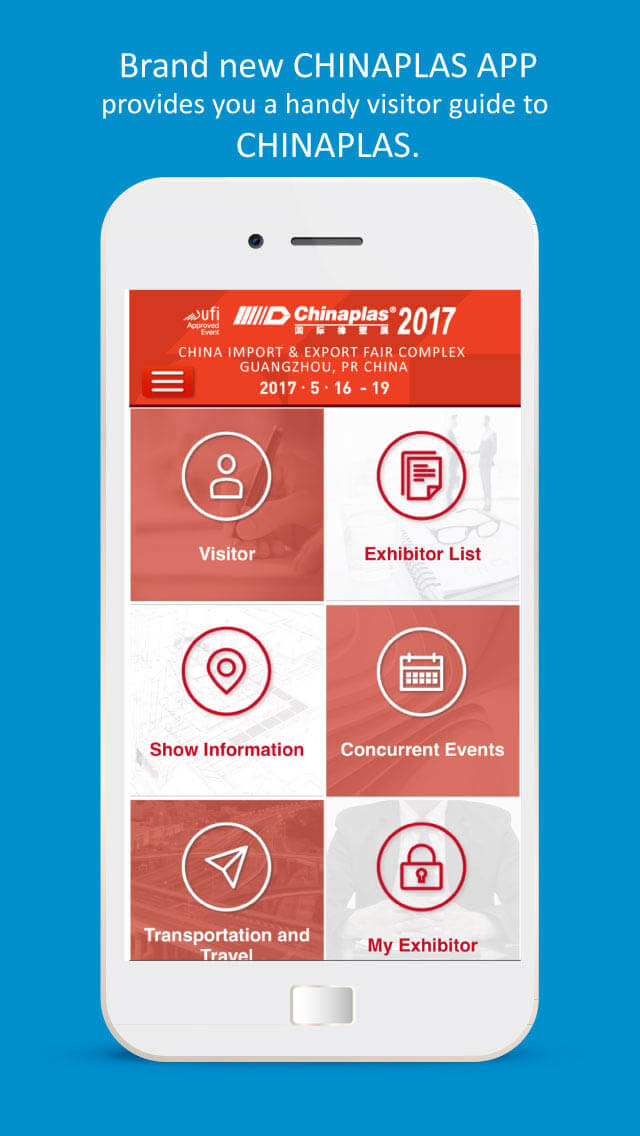 Brand new CHINAPLAS APP
provides you a handy visitor guide to
CHINAPLAS.
ufi
Approved
Event
Chinaplas® 2017
国际橡塑展
CHINA IMPORT & EXPORT FAIR COMPLEX
GUANGZHOU, PR CHINA
2017 · 5 · 16 - 19
Visitor
Exhibitor List
Show Information
Concurrent Events
Transportation and
Travel
My Exhibitor